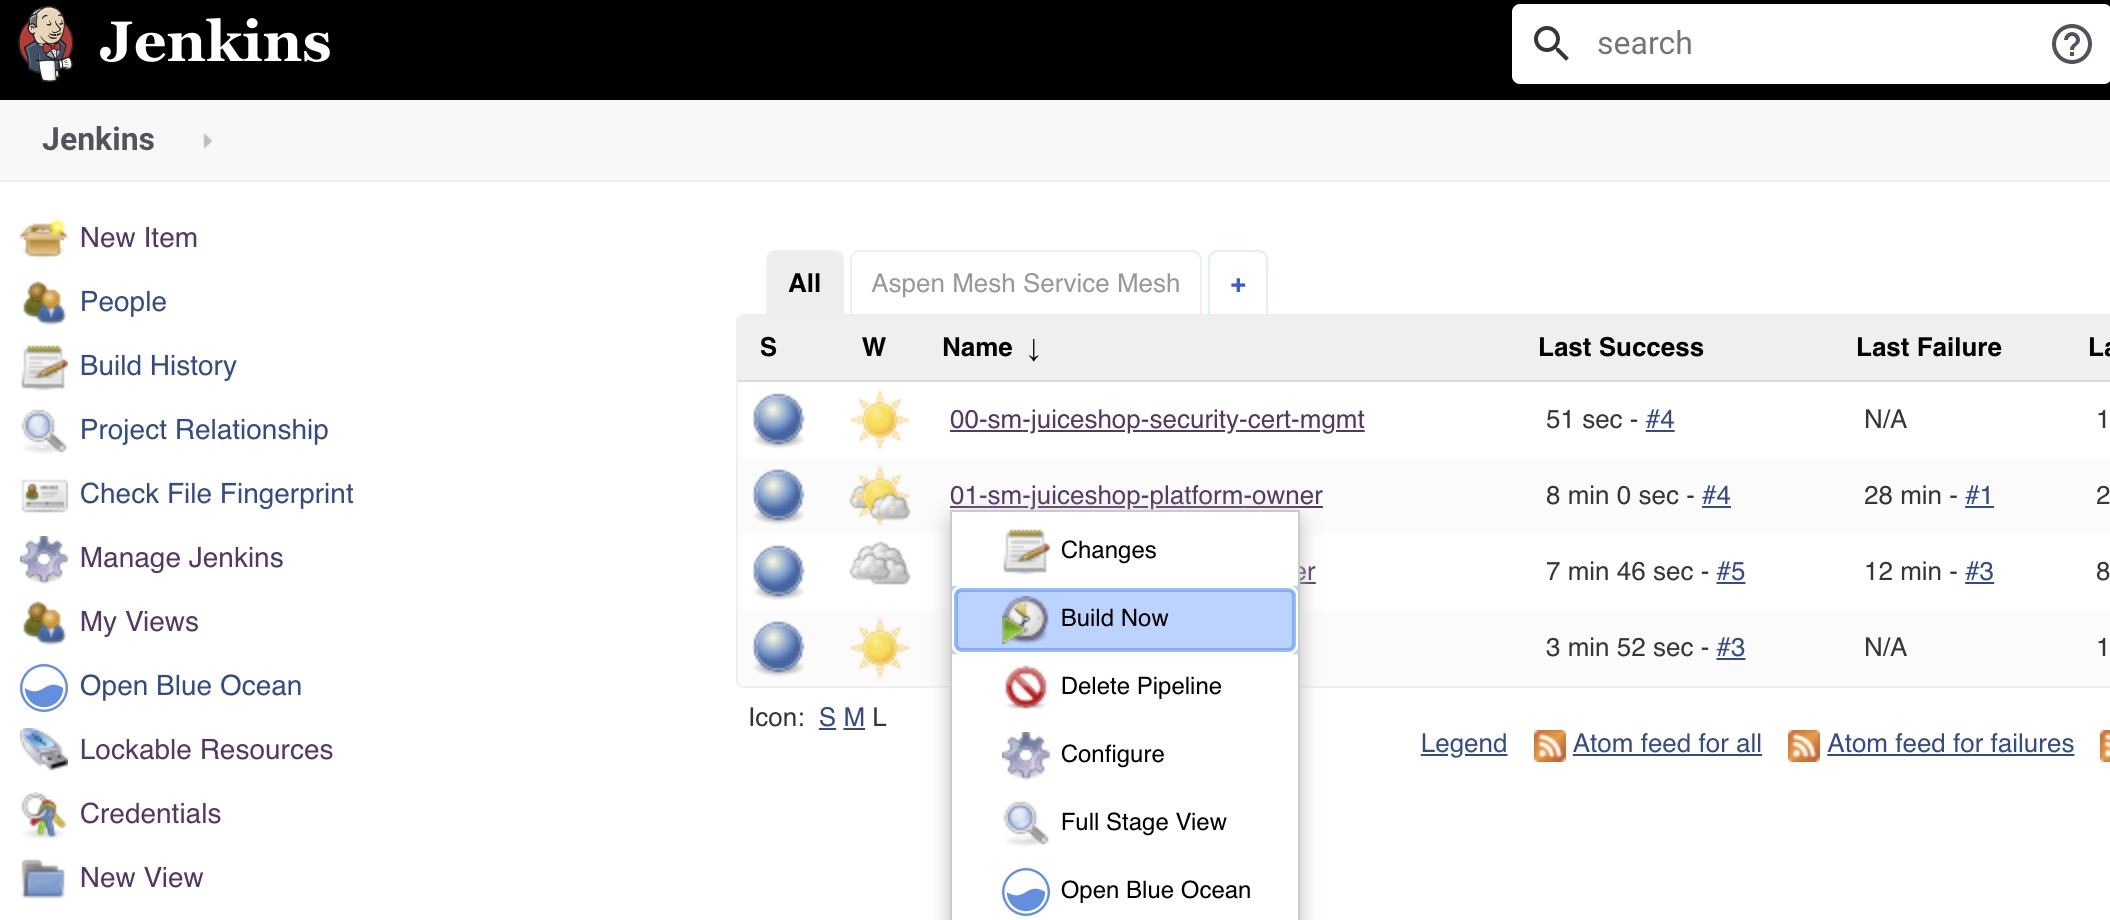 Jenkins
search
Jenkins
New Item
People
Build History
Project Relationship
Check File Fingerprint
Manage Jenkins
My Views
Open Blue Ocean
Lockable Resources
Credentials
New View
All Aspen Mesh Service Mesh +
S W Name ↓ Last Success Last Failure
00-sm-juiceshop-security-cert-mgmt 51 sec - #4 N/A 1
01-sm-juiceshop-platform-owner 8 min 0 sec - #4 28 min - #1 2
er 7 min 46 sec - #5 12 min - #3 8
3 min 52 sec - #3 N/A 1
Changes
Build Now
Delete Pipeline
Configure
Full Stage View
Open Blue Ocean
Icon: S M L
Legend Atom feed for all Atom feed for failures